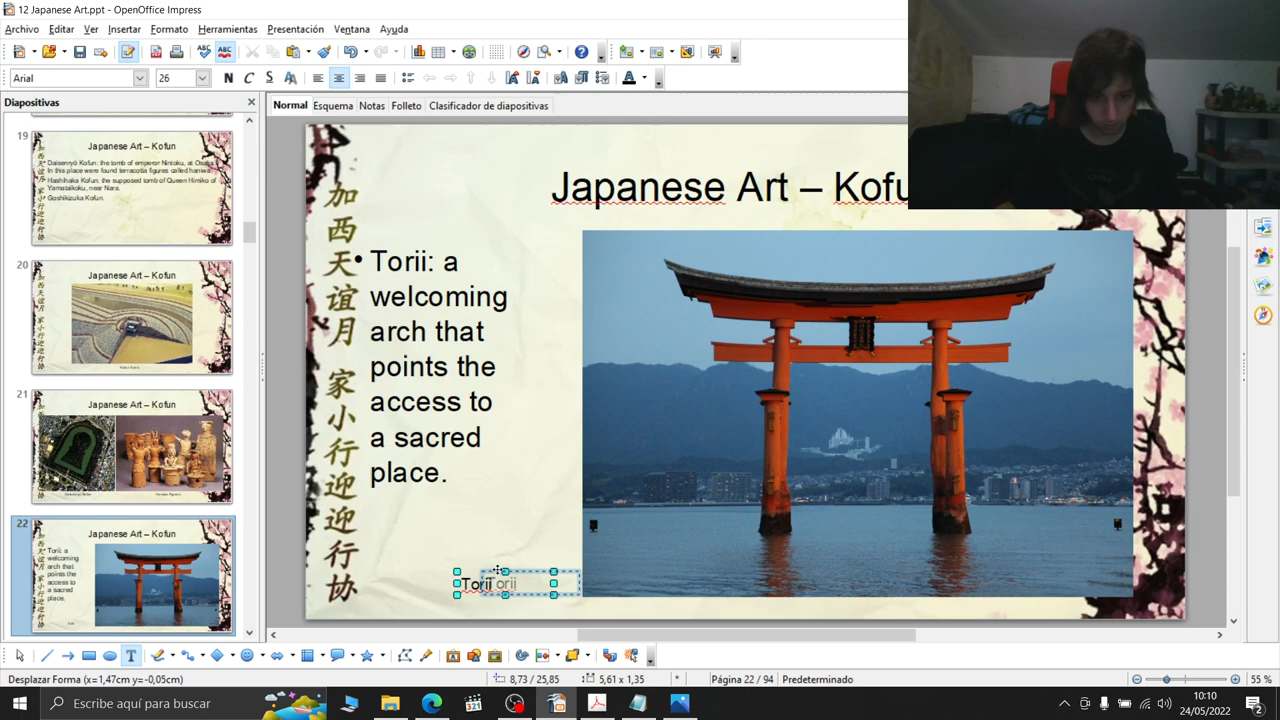 12 Japanese Art.ppt - OpenOffice Impress
Archivo Editar Ver Insertar Formato Herramientas Presentación Ventana Ayuda
Arial 26 N C S A
Diapositivas
Normal Esquema Notas Folleto Clasificador de diapositivas
19
Japanese Art – Kofun
Daisenryō Kofun: the tomb of emperor Nintoku, at Osaka.
In this place were found terracotta figures called haniwa.
Hashihaka Kofun: the supposed tomb of Queen Himiko of
Yamataikoku, near Nara.
Goshikizuka Kofun.
20
Japanese Art – Kofun
21
Japanese Art – Kofun
22
Japanese Art – Kofun
Torii: a
welcoming
arch that
points the
access to
a sacred
place.
Torii
Japanese Art – Kofu
加
西
天
谊
月
家
小
行
迎
迎
行
协
• Torii: a
welcoming
arch that
points the
access to
a sacred
place.
Torii
Torii
Desplazar Forma (x=1,47cm y=-0,05cm) 8,73 / 25,85 5,61 x 1,35 * Página 22 / 94 Predeterminado 55 %
Escribe aquí para buscar
321
10:10
24/05/2022
2